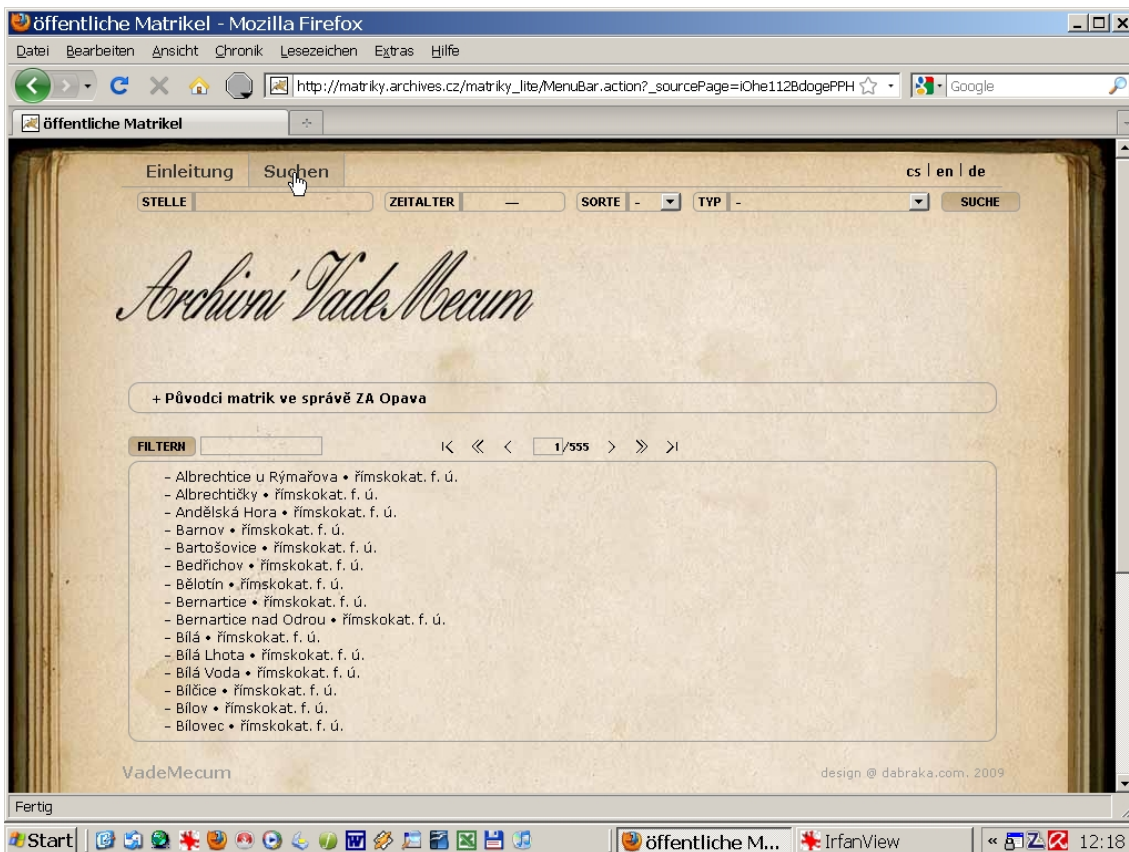 öffentliche Matrikel - Mozilla Firefox
Datei Bearbeiten Ansicht Chronik Lesezeichen Extras Hilfe
http://matriky.archives.cz/matriky_lite/MenuBar.action?_sourcePage=iOhe112BdogePPH Google
öffentliche Matrikel
Einleitung Suchen cs | en | de
STELLE ZEITALTER — SORTE - TYP - SUCHE
Archivní VadeMecum
+ Původci matrik ve správě ZA Opava
FILTERN 1/555
– Albrechtice u Rýmařova • římskokat. f. ú.
– Albrechtičky • římskokat. f. ú.
– Andělská Hora • římskokat. f. ú.
– Barnov • římskokat. f. ú.
– Bartošovice • římskokat. f. ú.
– Bedřichov • římskokat. f. ú.
– Bělotín • římskokat. f. ú.
– Bernartice • římskokat. f. ú.
– Bernartice nad Odrou • římskokat. f. ú.
– Bílá • římskokat. f. ú.
– Bílá Lhota • římskokat. f. ú.
– Bílá Voda • římskokat. f. ú.
– Bílčice • římskokat. f. ú.
– Bílov • římskokat. f. ú.
– Bílovec • římskokat. f. ú.
VadeMecum design @ dabraka.com. 2009
Fertig
Start öffentliche M... IrfanView « 12:18